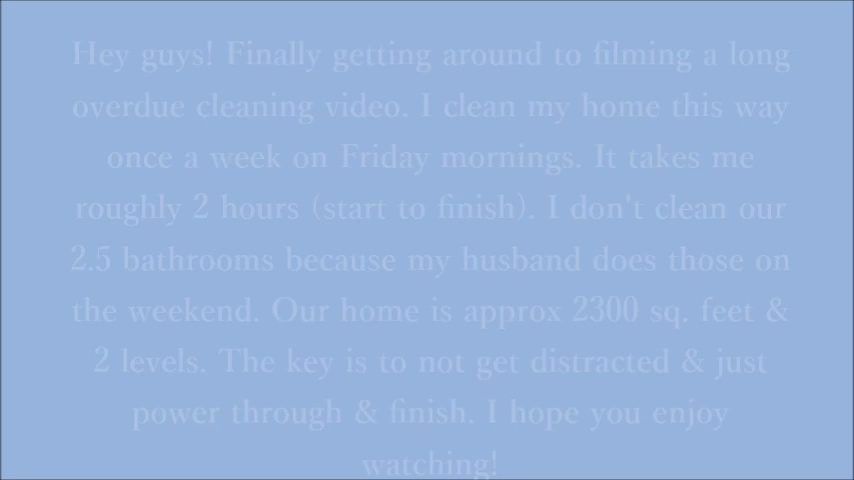 Hey guys! Finally getting around to filming a long
overdue cleaning video. I clean my home this way
once a week on Friday mornings. It takes me
roughly 2 hours (start to finish). I don't clean our
2.5 bathrooms because my husband does those on
the weekend. Our home is approx 2300 sq. feet &
2 levels. The key is to not get distracted & just
power through & finish. I hope you enjoy
watching!